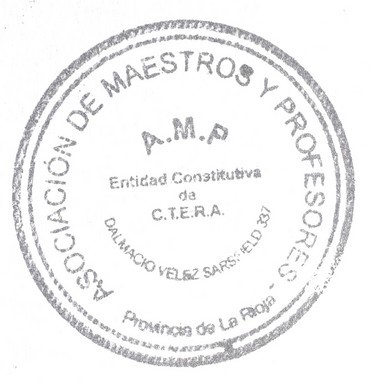 ASOCIACIÓN DE MAESTROS Y PROFESORES -
A.M.P
Entidad Constitutiva
de
C.T.E.R.A.
DALMACIO VELEZ SARSFIELD 337
Provincia de La Rioja